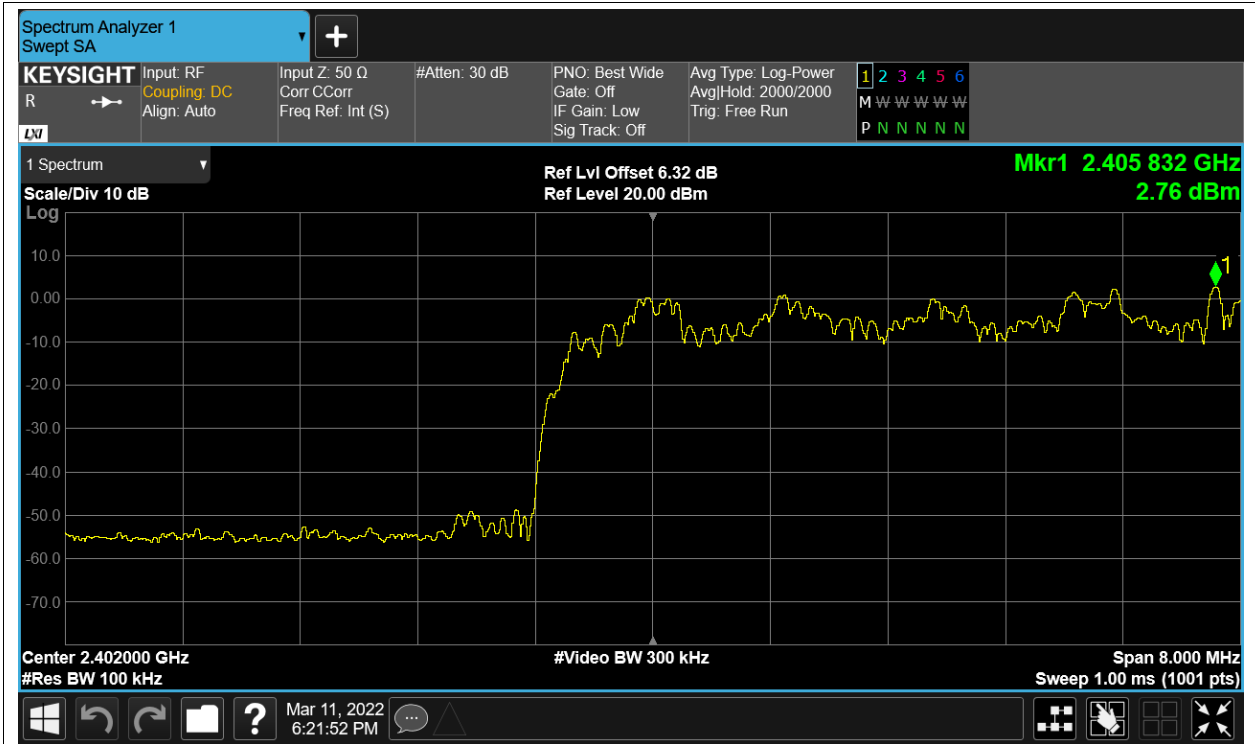 Spectrum Analyzer 1
Swept SA
KEYSIGHT
R
LXI
Input: RF
Coupling: DC
Align: Auto
Input Z: 50 Ω
Corr CCorr
Freq Ref: Int (S)
#Atten: 30 dB
PNO: Best Wide
Gate: Off
IF Gain: Low
Sig Track: Off
Avg Type: Log-Power
Avg|Hold: 2000/2000
Trig: Free Run
1 2 3 4 5 6
M W W W W W
P N N N N N
1 Spectrum
Scale/Div 10 dB
Log
Ref Lvl Offset 6.32 dB
Ref Level 20.00 dBm
Mkr1 2.405 832 GHz
2.76 dBm
10.0
0.00
-10.0
-20.0
-30.0
-40.0
-50.0
-60.0
-70.0
1
Center 2.402000 GHz
#Res BW 100 kHz
#Video BW 300 kHz
Span 8.000 MHz
Sweep 1.00 ms (1001 pts)
?
Mar 11, 2022
6:21:52 PM